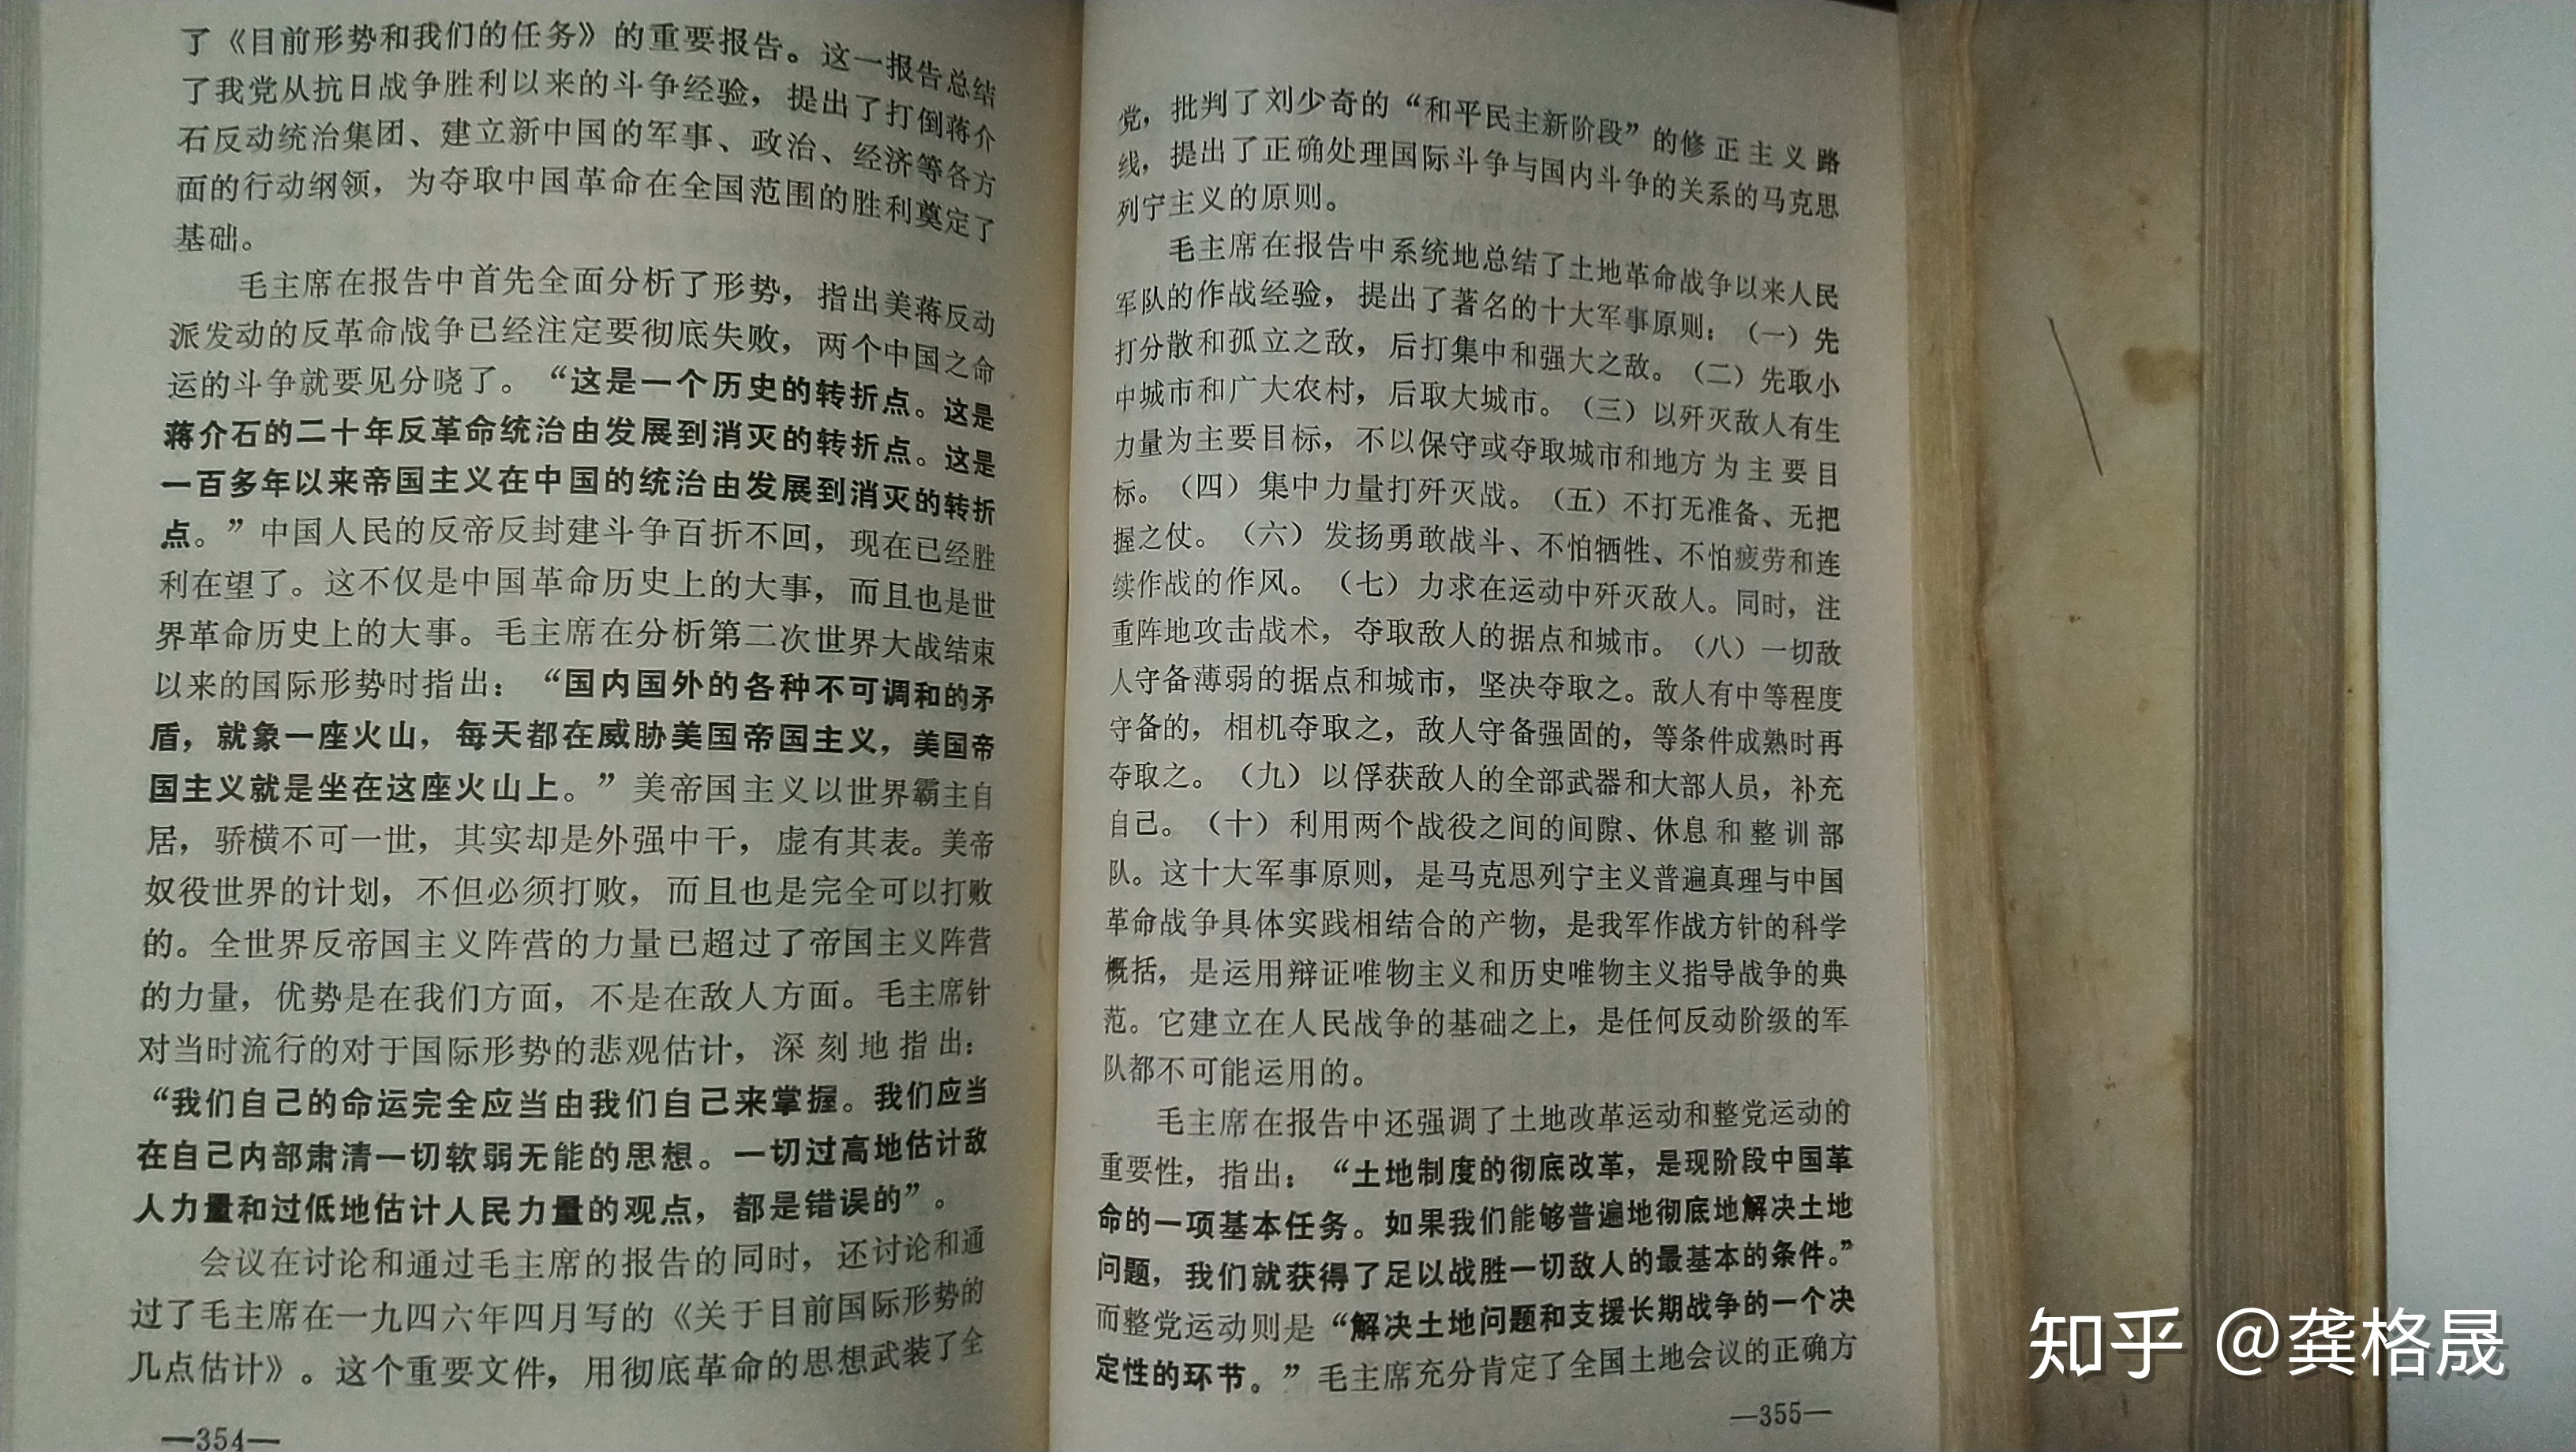 了《目前形势和我们的任务》的重要报告。这一报告总结
了我党从抗日战争胜利以来的斗争经验，提出了打倒蒋介
石反动统治集团、建立新中国的军事、政治、经济等各方
面的行动纲领，为夺取中国革命在全国范围的胜利奠定了
基础。
毛主席在报告中首先全面分析了形势，指出美蒋反动
派发动的反革命战争已经注定要彻底失败，两个中国之命
运的斗争就要见分晓了。“这是一个历史的转折点。这是
蒋介石的二十年反革命统治由发展到消灭的转折点。这是
一百多年以来帝国主义在中国的统治由发展到消灭的转折
点。”中国人民的反帝反封建斗争百折不回，现在已经胜
利在望了。这不仅是中国革命历史上的大事，而且也是世
界革命历史上的大事。毛主席在分析第二次世界大战结束
以来的国际形势时指出：“国内国外的各种不可调和的矛
盾，就象一座火山，每天都在威胁美国帝国主义，美国帝
国主义就是坐在这座火山上。”美帝国主义以世界霸主自
居，骄横不可一世，其实却是外强中干，虚有其表。美帝
奴役世界的计划，不但必须打败，而且也是完全可以打败
的。全世界反帝国主义阵营的力量已超过了帝国主义阵营
的力量，优势是在我们方面，不是在敌人方面。毛主席针
对当时流行的对于国际形势的悲观估计，深刻地指出：
“我们自己的命运完全应当由我们自己来掌握。我们应当
在自己内部肃清一切软弱无能的思想。一切过高地估计敌
人力量和过低地估计人民力量的观点，都是错误的”。
会议在讨论和通过毛主席的报告的同时，还讨论和通
过了毛主席在一九四六年四月写的《关于目前国际形势的
几点估计》。这个重要文件，用彻底革命的思想武装了全
—354—
党，批判了刘少奇的“和平民主新阶段”的修正主义路
线，提出了正确处理国际斗争与国内斗争的关系的马克思
列宁主义的原则。
毛主席在报告中系统地总结了土地革命战争以来人民
军队的作战经验，提出了著名的十大军事原则：（一）先
打分散和孤立之敌，后打集中和强大之敌。（二）先取小
中城市和广大农村，后取大城市。（三）以歼灭敌人有生
力量为主要目标，不以保守或夺取城市和地方为主要目
标。（四）集中力量打歼灭战。（五）不打无准备、无把
握之仗。（六）发扬勇敢战斗、不怕牺牲、不怕疲劳和连
续作战的作风。（七）力求在运动中歼灭敌人。同时，注
重阵地攻击战术，夺取敌人的据点和城市。（八）一切敌
人守备薄弱的据点和城市，坚决夺取之。敌人有中等程度
守备的，相机夺取之，敌人守备强固的，等条件成熟时再
夺取之。（九）以俘获敌人的全部武器和大部人员，补充
自己。（十）利用两个战役之间的间隙、休息和整训部
队。这十大军事原则，是马克思列宁主义普遍真理与中国
革命战争具体实践相结合的产物，是我军作战方针的科学
概括，是运用辩证唯物主义和历史唯物主义指导战争的典
范。它建立在人民战争的基础之上，是任何反动阶级的军
队都不可能运用的。
毛主席在报告中还强调了土地改革运动和整党运动的
重要性，指出：“土地制度的彻底改革，是现阶段中国革
命的一项基本任务。如果我们能够普遍地彻底地解决土地
问题，我们就获得了足以战胜一切敌人的最基本的条件。”
而整党运动则是“解决土地问题和支援长期战争的一个决
定性的环节。”毛主席充分肯定了全国土地会议的正确方
—355—
知乎 @龚格晟